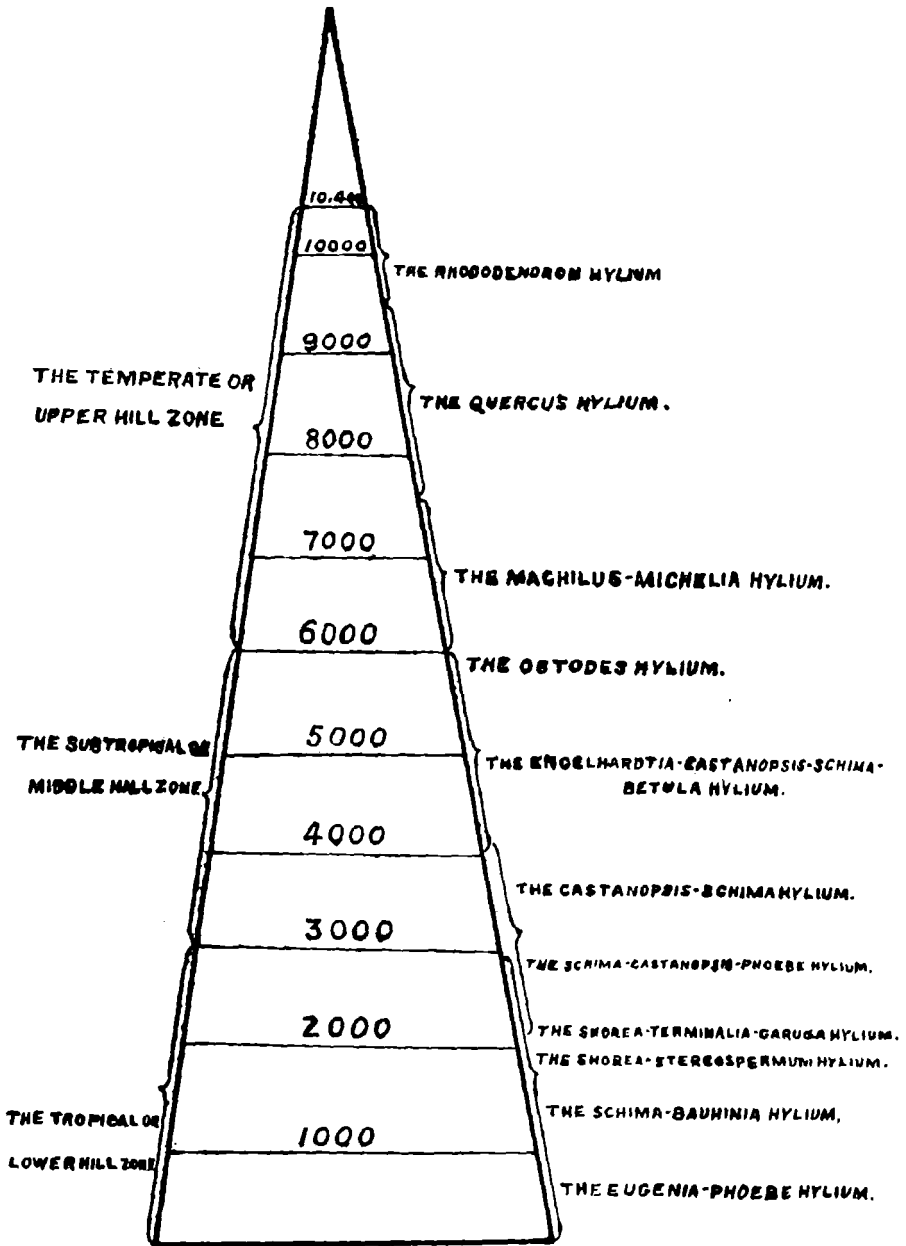 10,400
10000
THE RHODODENDRON HYLIUM
9000
THE TEMPERATE OR
UPPER HILL ZONE
THE QUERCUS HYLIUM.
8000
7000
THE MACHILUS-MICHELIA HYLIUM.
6000
THE OSTODES HYLIUM.
THE SUBTROPICAL OR
MIDDLE HILL ZONE
5000
THE ENGELHARDTIA-CASTANOPSIS-SCHIMA-
BETULA HYLIUM.
4000
THE CASTANOPSIS-SCHIMA HYLIUM.
3000
THE SCHIMA-CASTANOPSIS-PHOEBE HYLIUM.
2000
THE SHOREA-TERMINALIA-GARUGA HYLIUM.
THE SHOREA-STEREOSPERMUM HYLIUM.
THE TROPICAL OR
LOWER HILL ZONE
THE SCHIMA-BAUHINIA HYLIUM,
1000
THE EUGENIA-PHOEBE HYLIUM.